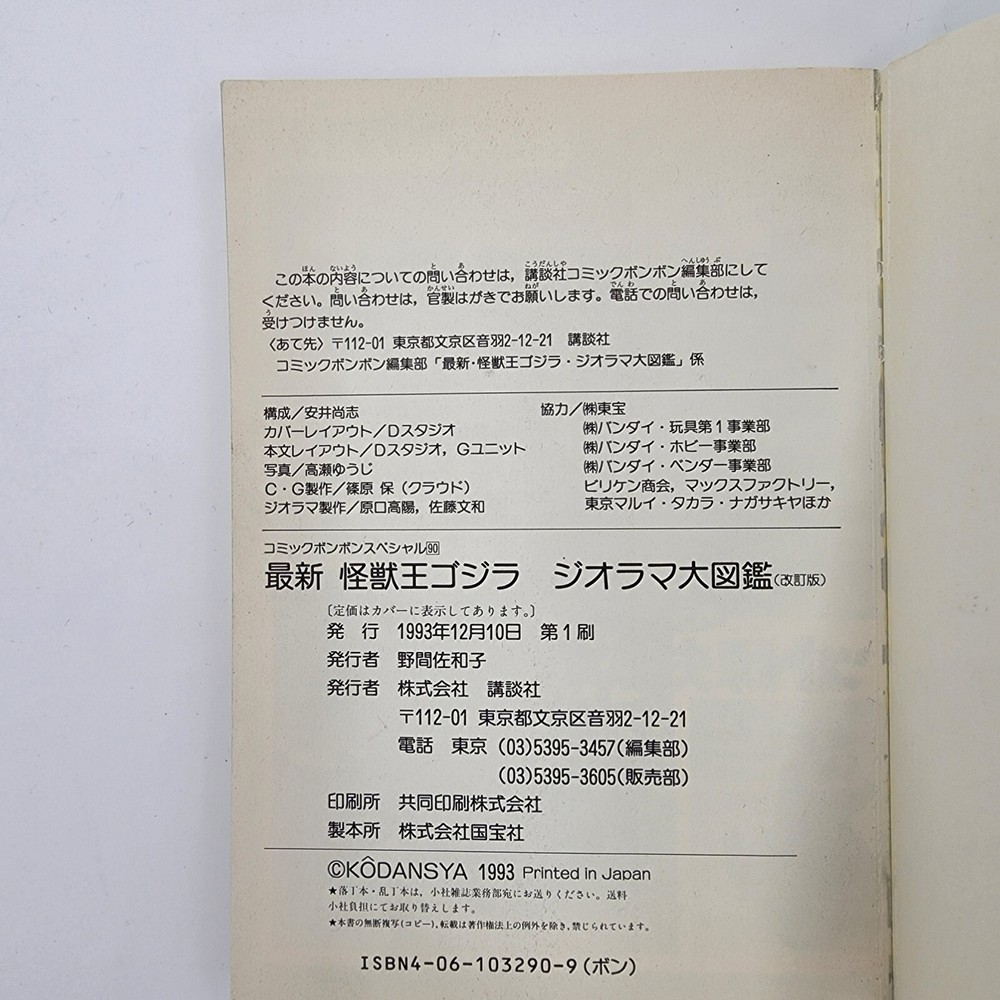 この本の内容についての問い合わせは，講談社コミックボンボン編集部にして
ください。問い合わせは，官製はがきでお願いします。電話での問い合わせは，
受けつけません。
〈あて先〉〒112-01 東京都文京区音羽2-12-21 講談社
コミックボンボン編集部「最新・怪獣王ゴジラ・ジオラマ大図鑑」係
構成／安井尚志
カバーレイアウト／Dスタジオ
本文レイアウト／Dスタジオ，Gユニット
写真／高瀬ゆうじ
C・G製作／篠原 保（クラウド）
ジオラマ製作／原口高陽，佐藤文和
協力／㈱東宝
㈱バンダイ・玩具第1事業部
㈱バンダイ・ホビー事業部
㈱バンダイ・ベンダー事業部
ビリケン商会，マックスファクトリー，
東京マルイ・タカラ・ナガサキヤほか
コミックボンボンスペシャル90
最新 怪獣王ゴジラ ジオラマ大図鑑（改訂版）
〔定価はカバーに表示してあります。〕
発 行 1993年12月10日 第1刷
発行者 野間佐和子
発行者 株式会社 講談社
〒112-01 東京都文京区音羽2-12-21
電話 東京 (03)5395-3457(編集部)
(03)5395-3605(販売部)
印刷所 共同印刷株式会社
製本所 株式会社国宝社
©KÔDANSYA 1993 Printed in Japan
★落丁本・乱丁本は，小社雑誌業務部宛にお送りください。送料
小社負担にてお取り替えします。
★本書の無断複写(コピー)，転載は著作権法上の例外を除き，禁じられています。
ISBN4-06-103290-9(ボン)